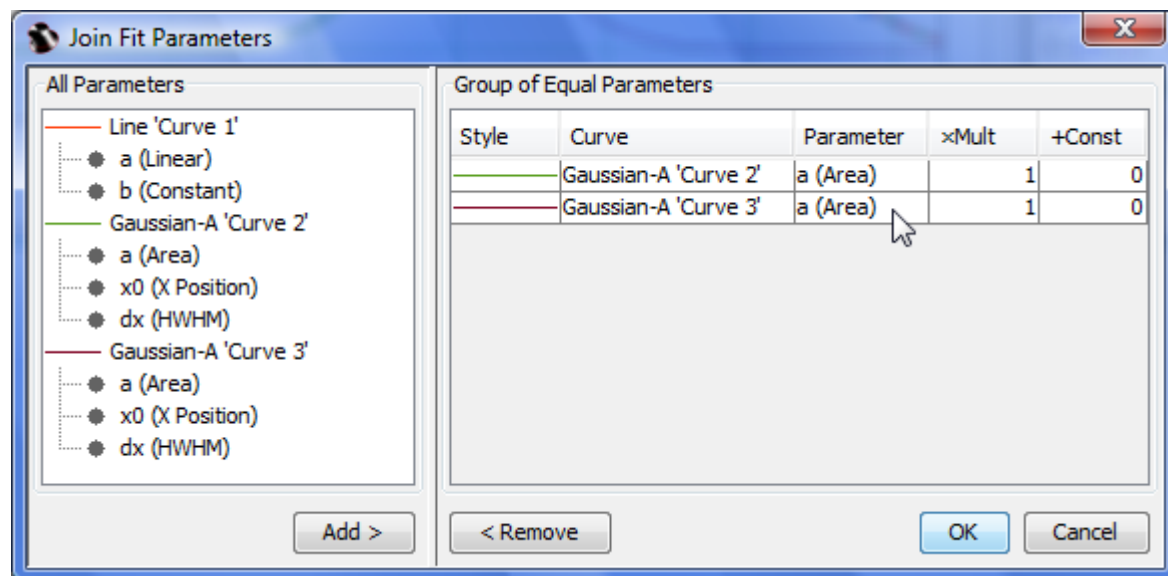 Join Fit Parameters
All Parameters
Line 'Curve 1'
a (Linear)
b (Constant)
Gaussian-A 'Curve 2'
a (Area)
x0 (X Position)
dx (HWHM)
Gaussian-A 'Curve 3'
a (Area)
x0 (X Position)
dx (HWHM)
Add >
Group of Equal Parameters
Style Curve Parameter ×Mult +Const
Gaussian-A 'Curve 2' a (Area) 1 0
Gaussian-A 'Curve 3' a (Area) 1 0
< Remove OK Cancel